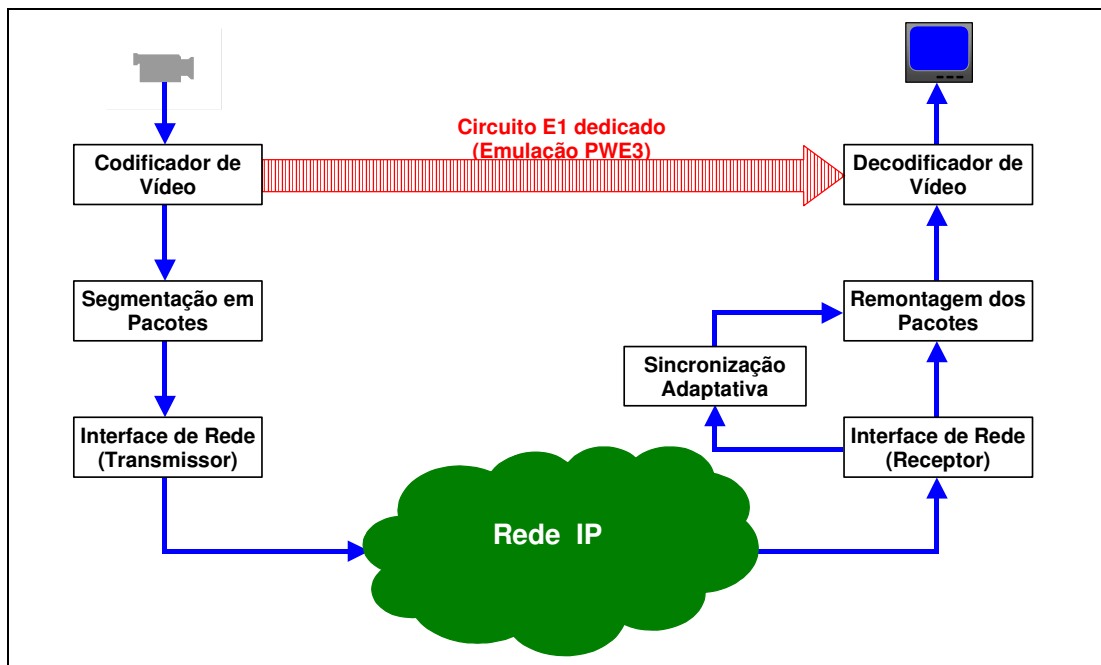 Circuito E1 dedicado
(Emulação PWE3)
Codificador de
Vídeo
Decodificador de
Vídeo
Segmentação em
Pacotes
Remontagem dos
Pacotes
Sincronização
Adaptativa
Interface de Rede
(Transmissor)
Interface de Rede
(Receptor)
Rede IP